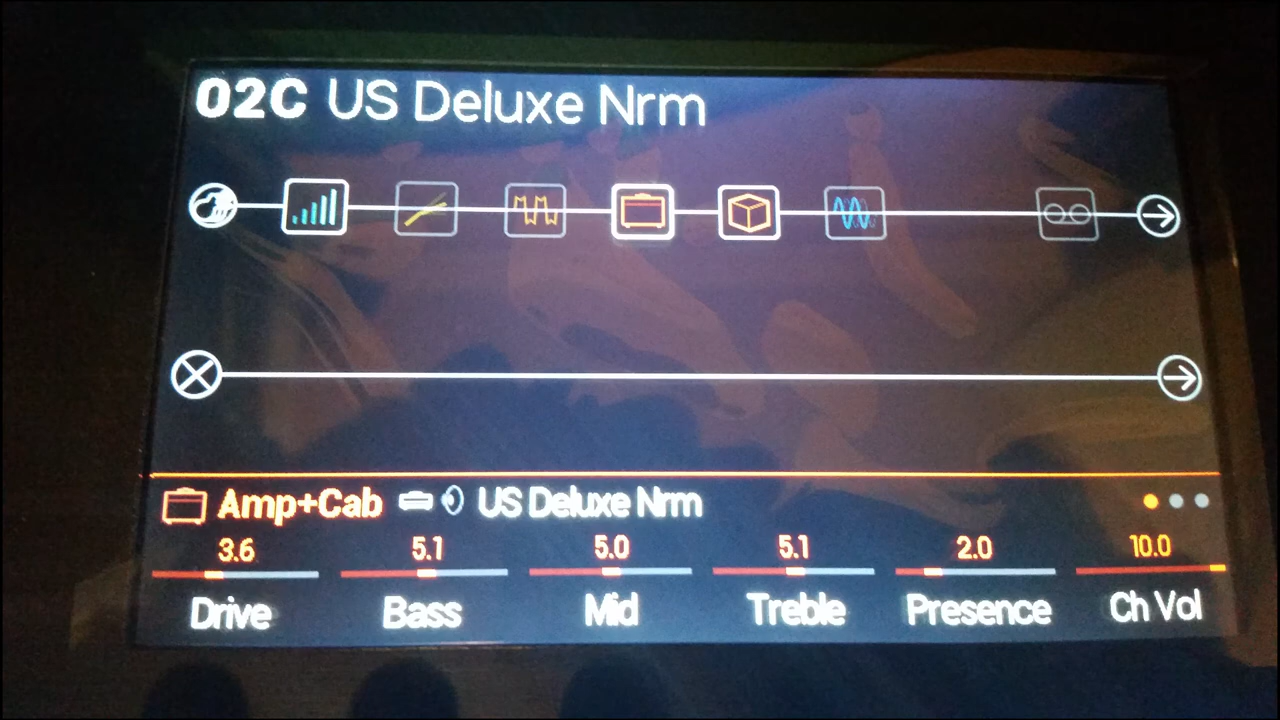 02C US Deluxe Nrm
Amp+Cab US Deluxe Nrm
3.6 5.1 5.0 5.1 2.0 10.0
Drive Bass Mid Treble Presence Ch Vol